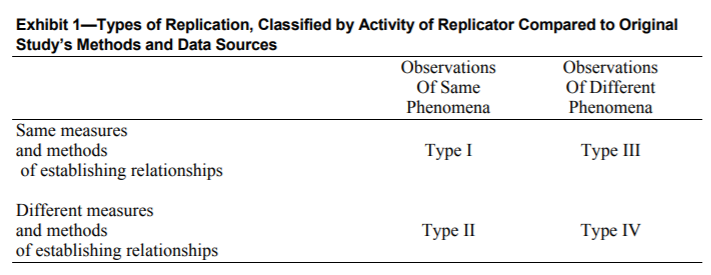 Exhibit 1—Types of Replication, Classified by Activity of Replicator Compared to Original
Study’s Methods and Data Sources
Observations Observations
Of Same Of Different
Phenomena Phenomena
Same measures
and methods Type I Type III
of establishing relationships
Different measures
and methods Type II Type IV
of establishing relationships